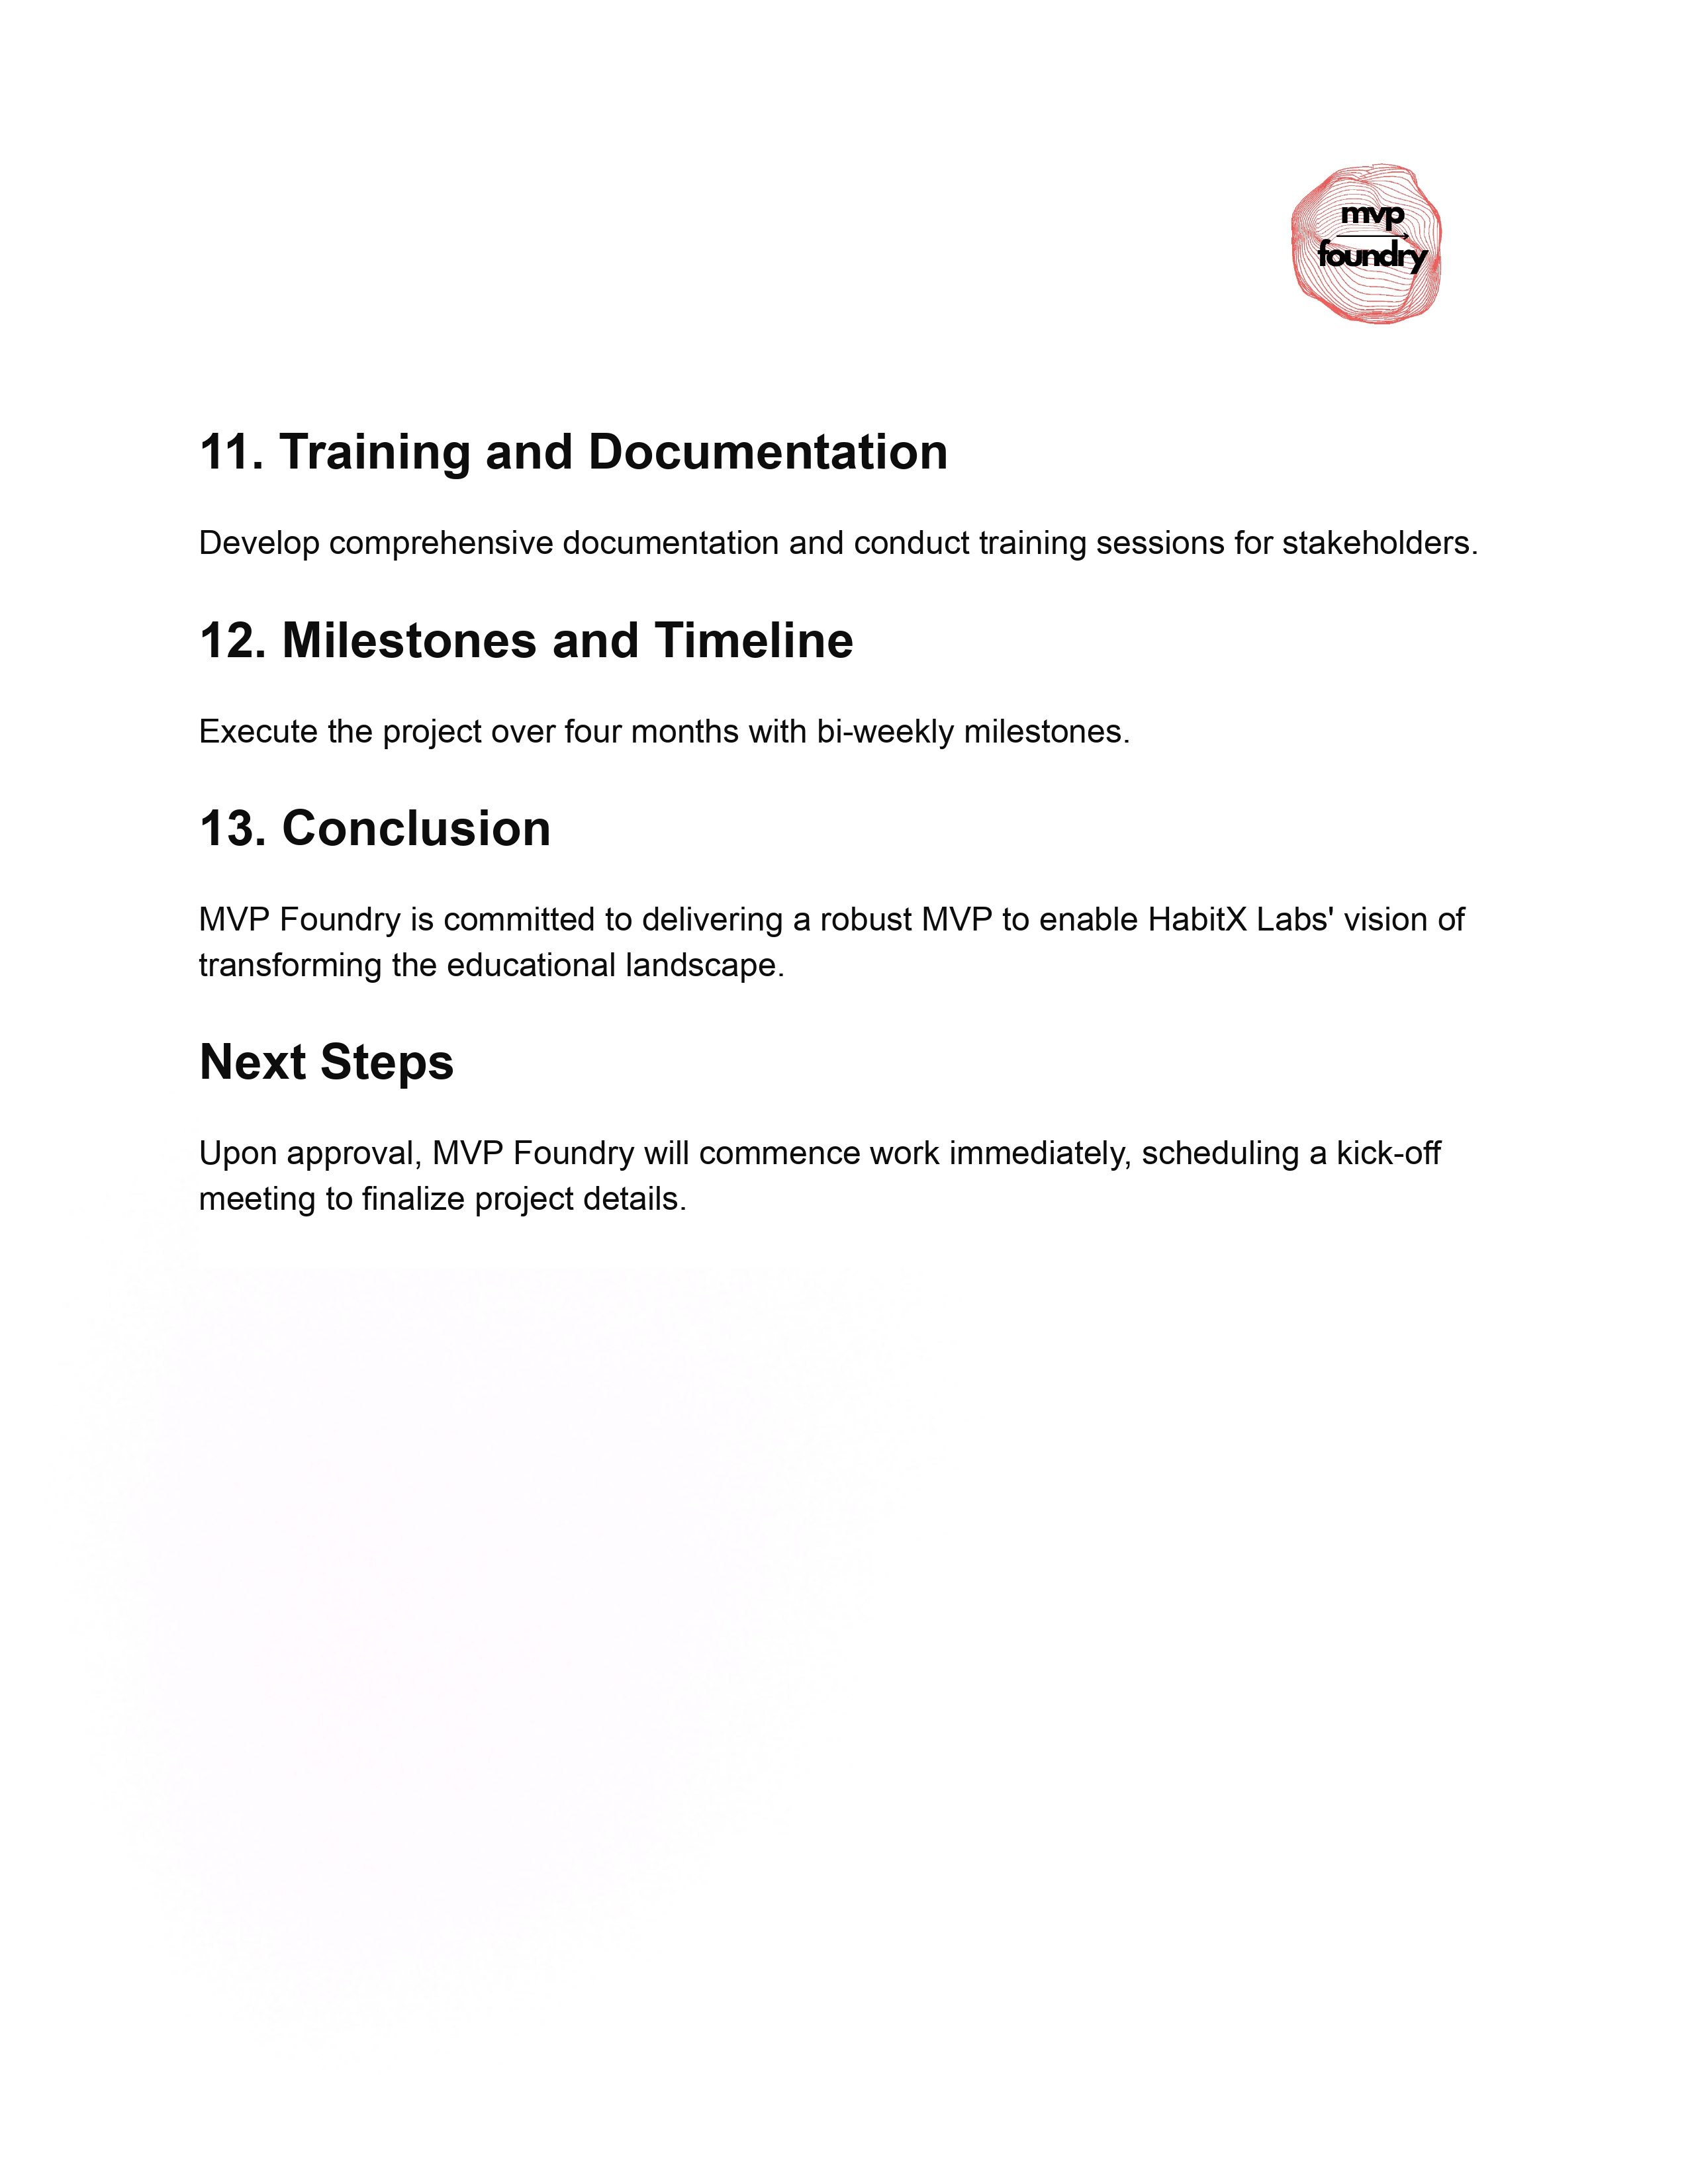 mvp
foundry
11. Training and Documentation
Develop comprehensive documentation and conduct training sessions for stakeholders.
12. Milestones and Timeline
Execute the project over four months with bi-weekly milestones.
13. Conclusion
MVP Foundry is committed to delivering a robust MVP to enable HabitX Labs' vision of
transforming the educational landscape.
Next Steps
Upon approval, MVP Foundry will commence work immediately, scheduling a kick-off
meeting to finalize project details.